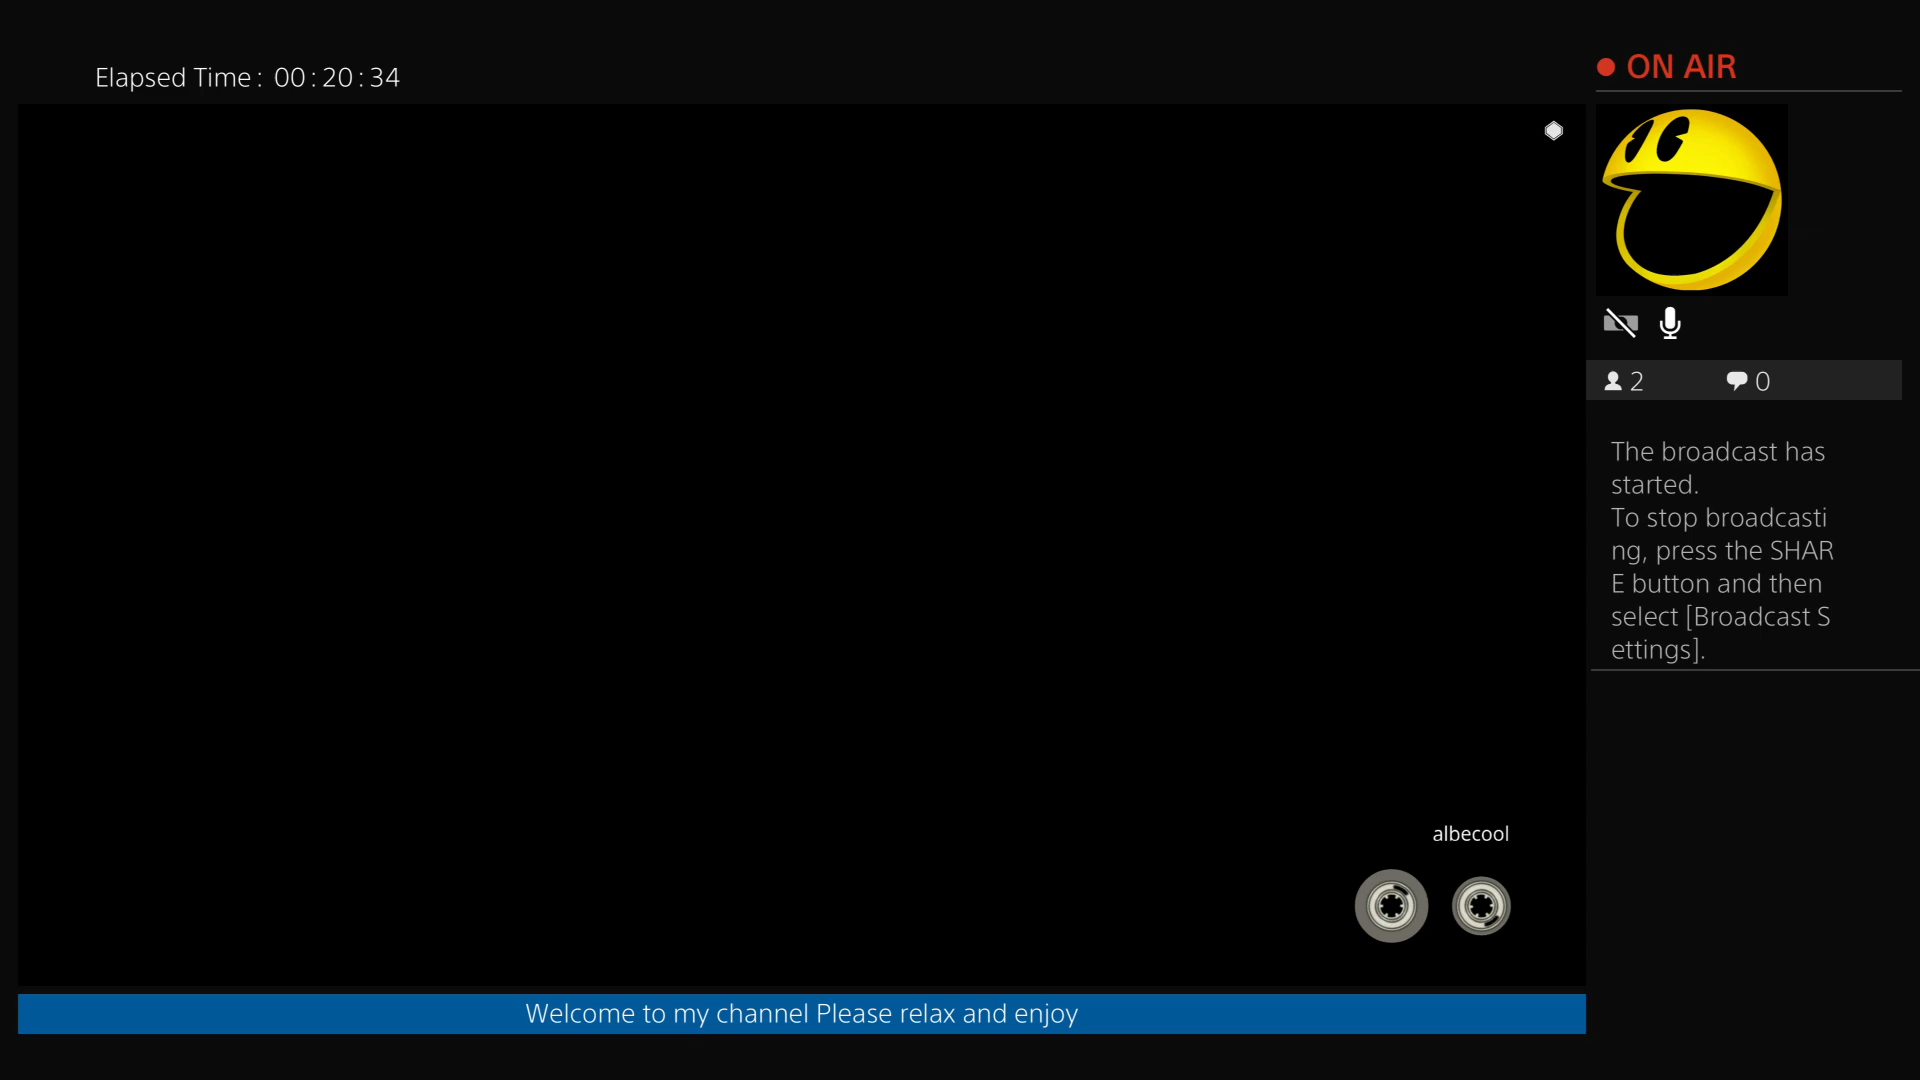 Elapsed Time : 00 : 20 : 34
ON AIR
2
0
The broadcast has
started.
To stop broadcasti
ng, press the SHAR
E button and then
select [Broadcast S
ettings].
albecool
Welcome to my channel Please relax and enjoy